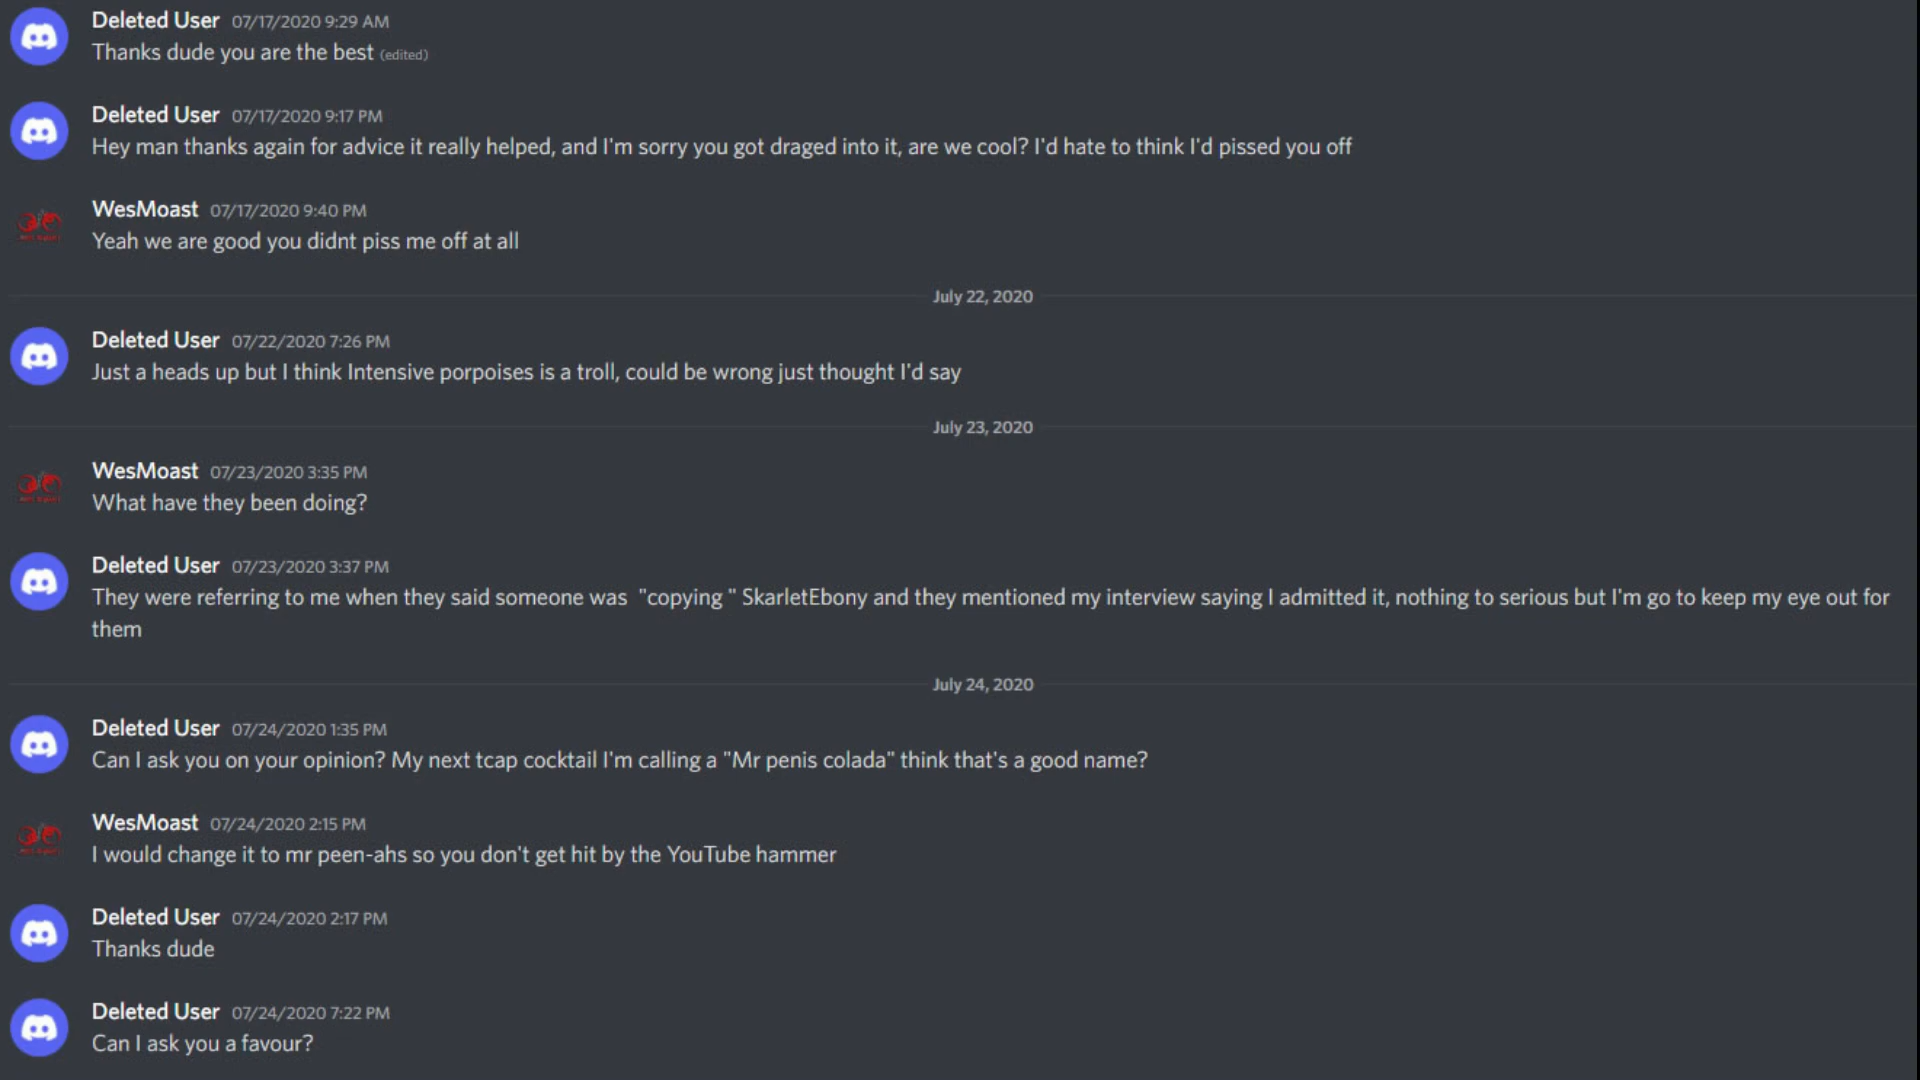 Deleted User 07/17/2020 9:29 AM
Thanks dude you are the best (edited)
Deleted User 07/17/2020 9:17 PM
Hey man thanks again for advice it really helped, and I'm sorry you got draged into it, are we cool? I'd hate to think I'd pissed you off
WesMoast 07/17/2020 9:40 PM
Yeah we are good you didnt piss me off at all
July 22, 2020
Deleted User 07/22/2020 7:26 PM
Just a heads up but I think Intensive porpoises is a troll, could be wrong just thought I'd say
July 23, 2020
WesMoast 07/23/2020 3:35 PM
What have they been doing?
Deleted User 07/23/2020 3:37 PM
They were referring to me when they said someone was  "copying " SkarletEbony and they mentioned my interview saying I admitted it, nothing to serious but I'm go to keep my eye out for
them
July 24, 2020
Deleted User 07/24/2020 1:35 PM
Can I ask you on your opinion? My next tcap cocktail I'm calling a "Mr penis colada" think that's a good name?
WesMoast 07/24/2020 2:15 PM
I would change it to mr peen-ahs so you don't get hit by the YouTube hammer
Deleted User 07/24/2020 2:17 PM
Thanks dude
Deleted User 07/24/2020 7:22 PM
Can I ask you a favour?